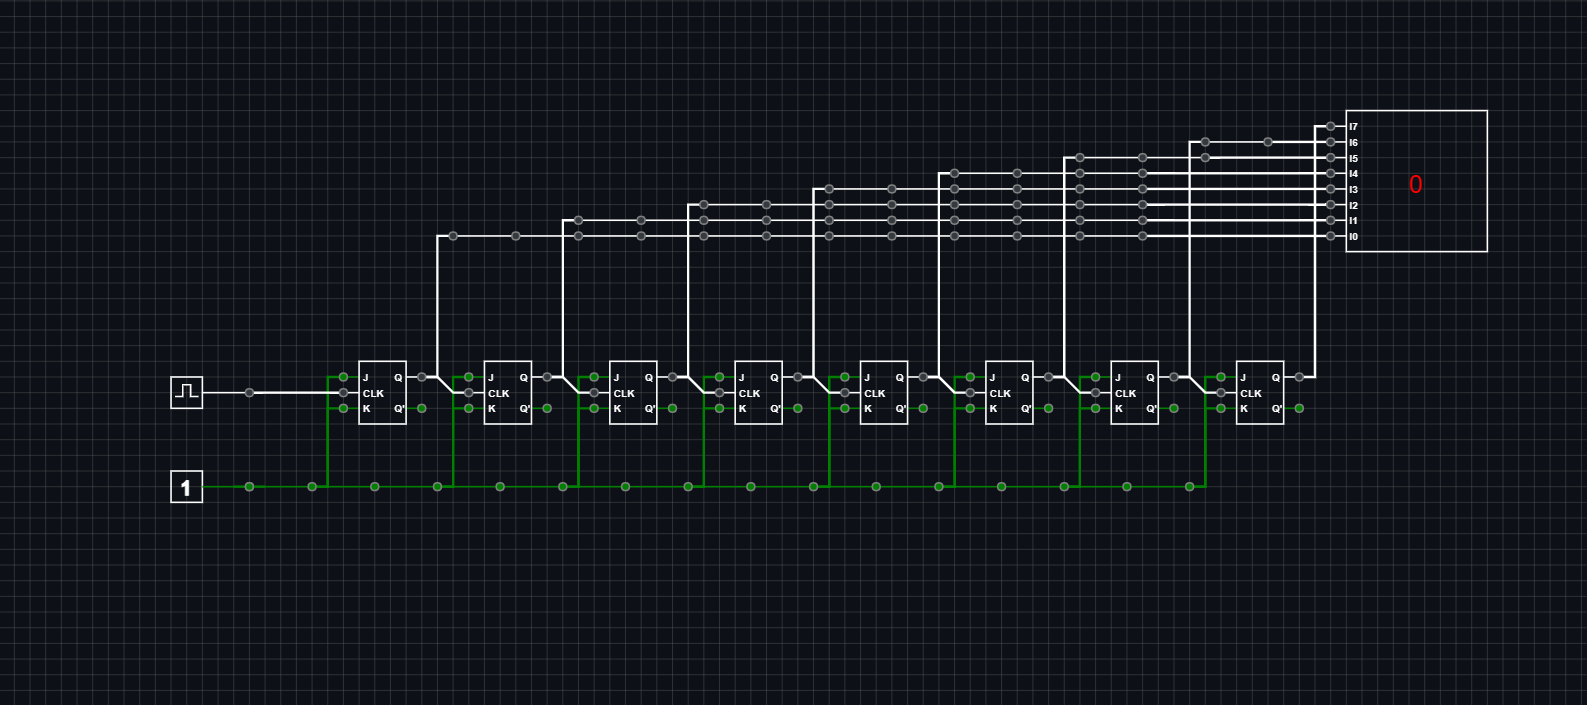 I7
I6
I5
I4
I3
I2
I1
I0
0
J Q J Q J Q J Q J Q J Q J Q J Q
CLK CLK CLK CLK CLK CLK CLK CLK
K Q' K Q' K Q' K Q' K Q' K Q' K Q' K Q'
1